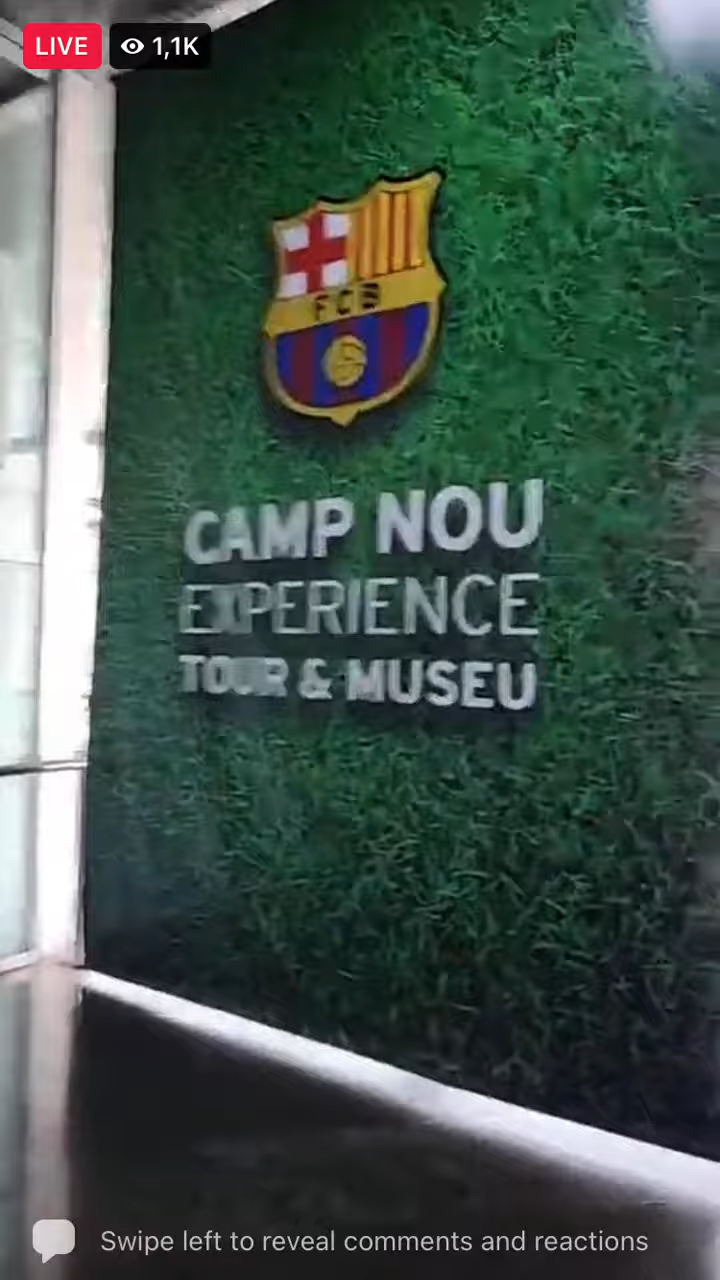 LIVE 1,1K
FCB
CAMP NOU
EXPERIENCE
TOUR & MUSEU
Swipe left to reveal comments and reactions